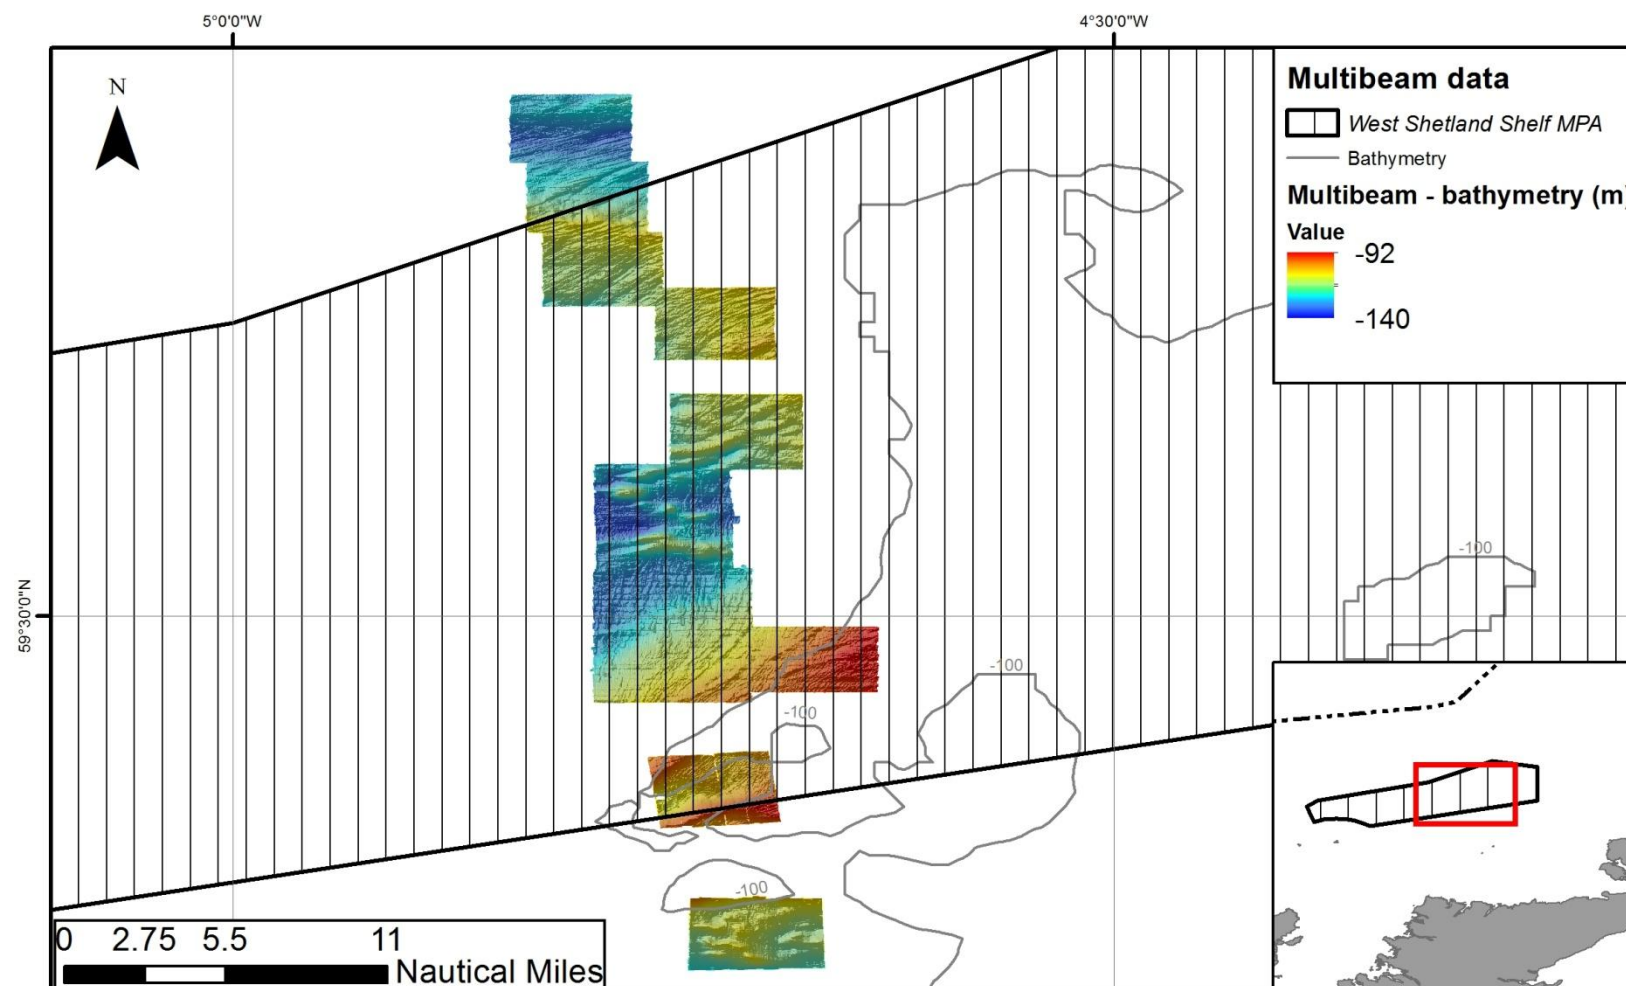 5°0'0"W
4°30'0"W
N
Multibeam data
West Shetland Shelf MPA
Bathymetry
Multibeam - bathymetry (m)
Value
-92
-140
-100
59°30'0"N
-100
-100
-100
0 2.75 5.5 11
Nautical Miles